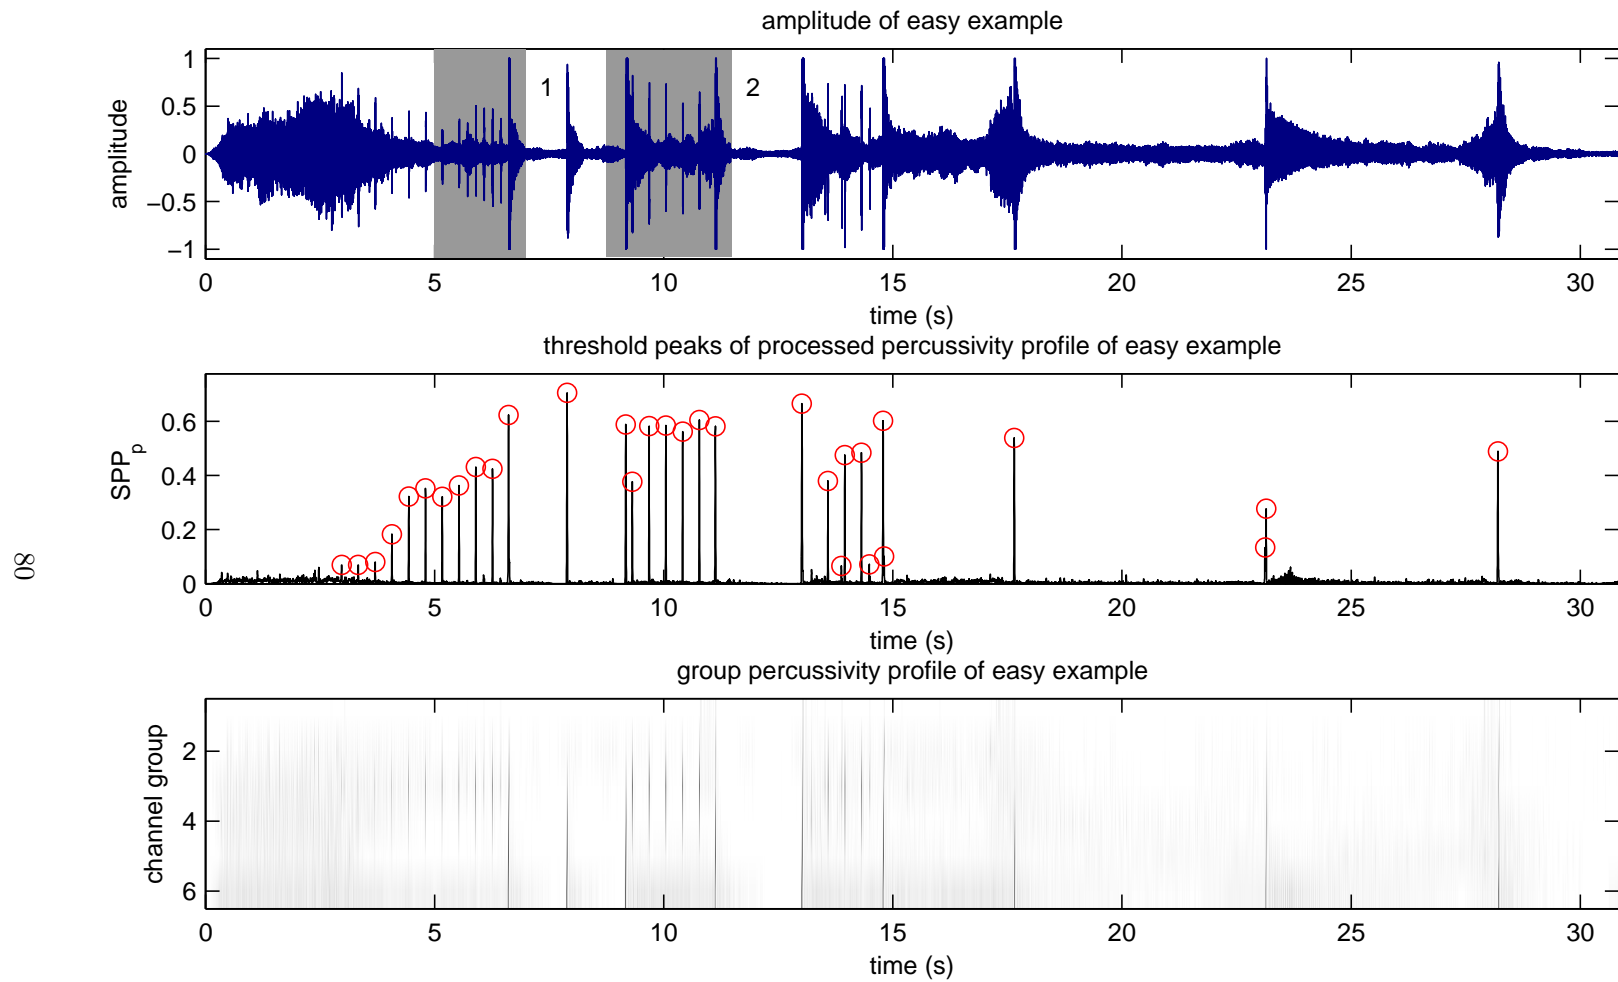 amplitude of easy example
1
0.5
0
−0.5
−1
amplitude
1
2
0 5 10 15 20 25 30
time (s)
threshold peaks of processed percussivity profile of easy example
0.6
0.4
0.2
0
SPPp
0 5 10 15 20 25 30
time (s)
group percussivity profile of easy example
2
4
6
channel group
0 5 10 15 20 25 30
time (s)
80